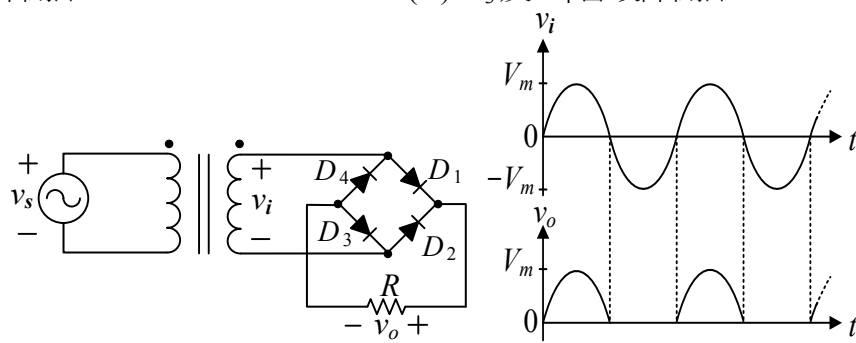 v_i
V_m
0
t
−V_m
v_o
V_m
0
t
+
v_s
−
+
v_i
−
D_4
D_1
D_3
D_2
R
− v_o +